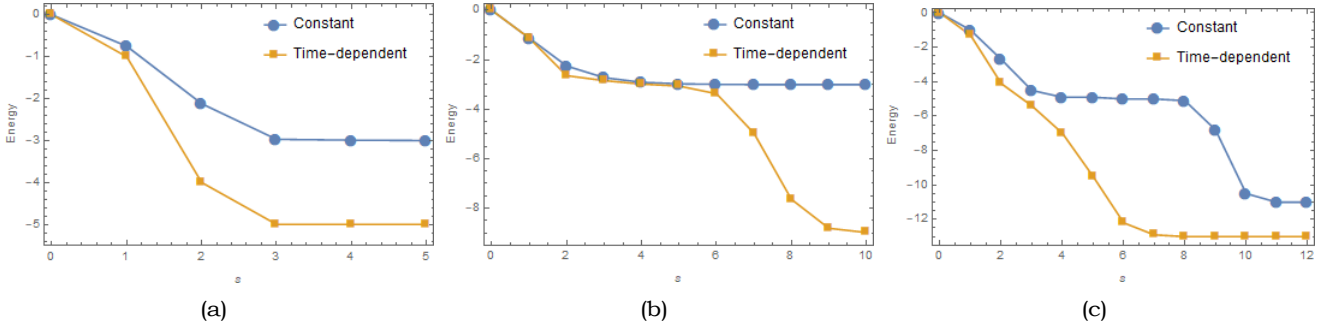 Constant
Time-dependent
Energy
0
-1
-2
-3
-4
-5
0 1 2 3 4 5
s
(a)
Constant
Time-dependent
Energy
0
-2
-4
-6
-8
0 2 4 6 8 10
s
(b)
Constant
Time-dependent
Energy
0
-2
-4
-6
-8
-10
-12
0 2 4 6 8 10 12
s
(c)